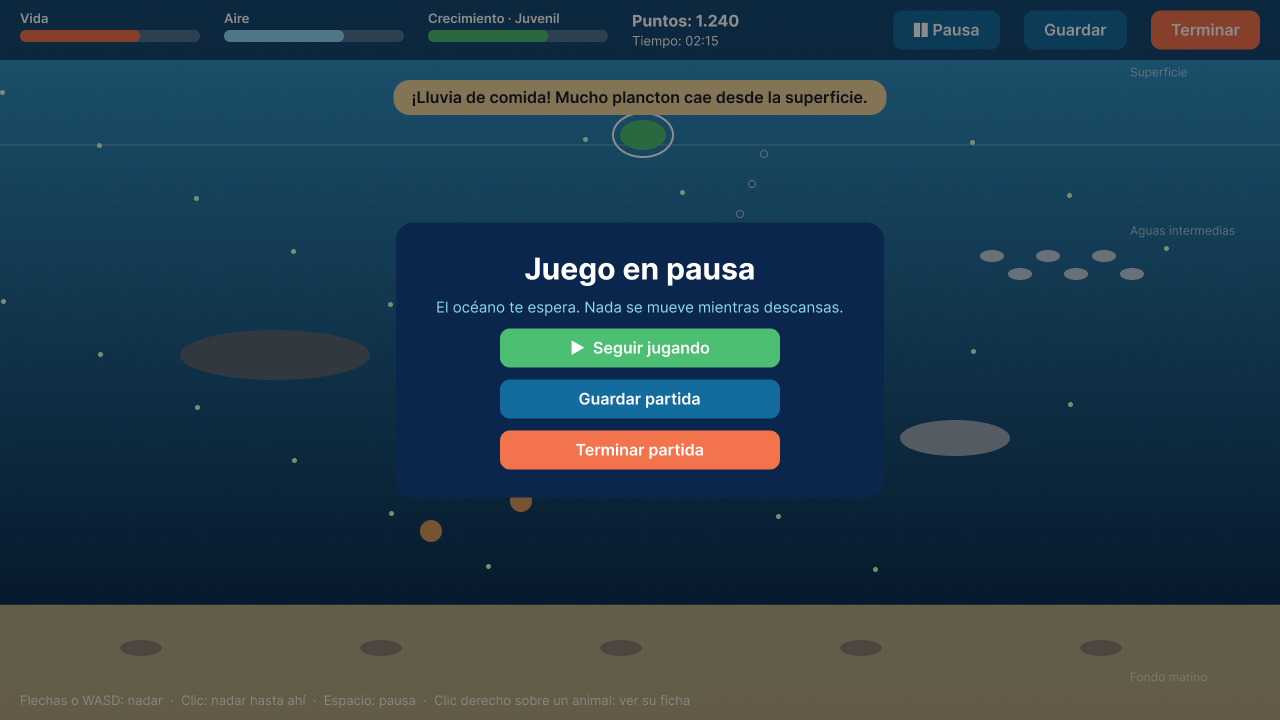 Vida
Aire
Crecimiento · Juvenil
Puntos: 1.240
Tiempo: 02:15
Pausa
Guardar
Terminar
Superficie
¡Lluvia de comida! Mucho plancton cae desde la superficie.
Aguas intermedias
Juego en pausa
El océano te espera. Nada se mueve mientras descansas.
Seguir jugando
Guardar partida
Terminar partida
Fondo marino
Flechas o WASD: nadar · Clic: nadar hasta ahí · Espacio: pausa · Clic derecho sobre un animal: ver su ficha